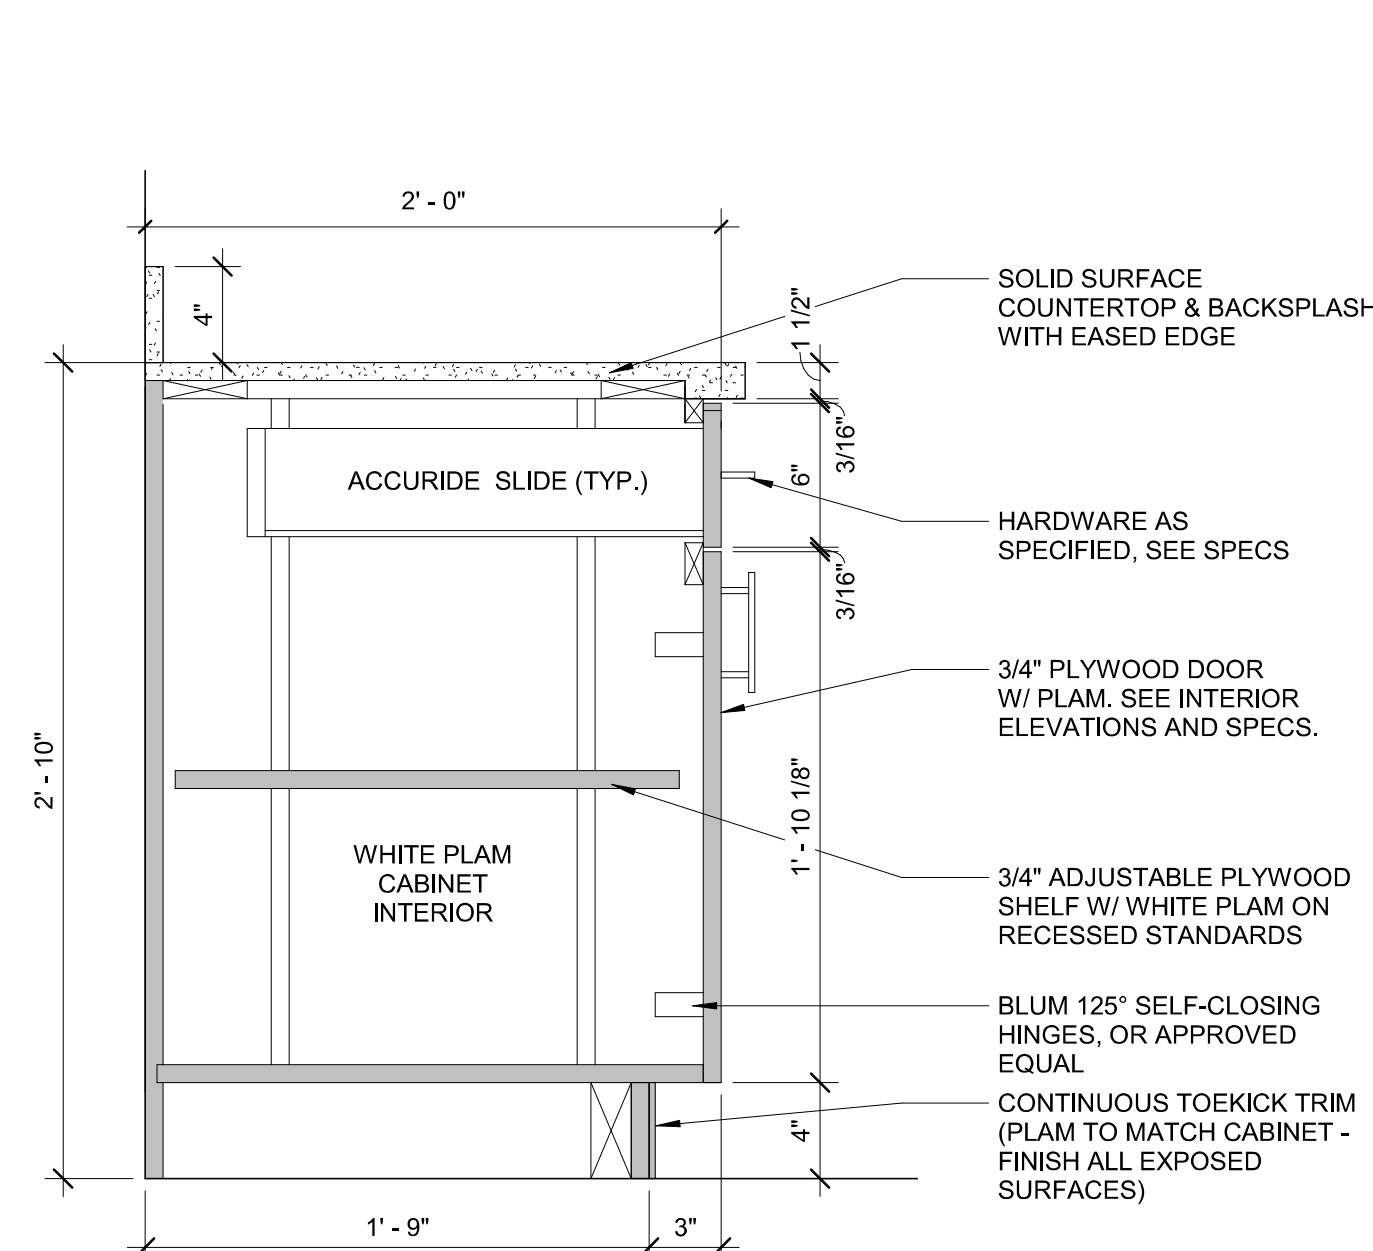 2' - 0"
SOLID SURFACE
COUNTERTOP & BACKSPLASH
WITH EASED EDGE
4"
1 1/2"
3/16"
6"
ACCURIDE SLIDE (TYP.)
HARDWARE AS
SPECIFIED, SEE SPECS
3/16"
3/4" PLYWOOD DOOR
W/ PLAM. SEE INTERIOR
ELEVATIONS AND SPECS.
2' - 10"
1' - 10 1/8"
WHITE PLAM
CABINET
INTERIOR
3/4" ADJUSTABLE PLYWOOD
SHELF W/ WHITE PLAM ON
RECESSED STANDARDS
BLUM 125° SELF-CLOSING
HINGES, OR APPROVED
EQUAL
CONTINUOUS TOEKICK TRIM
(PLAM TO MATCH CABINET -
FINISH ALL EXPOSED
SURFACES)
4"
1' - 9"
3"